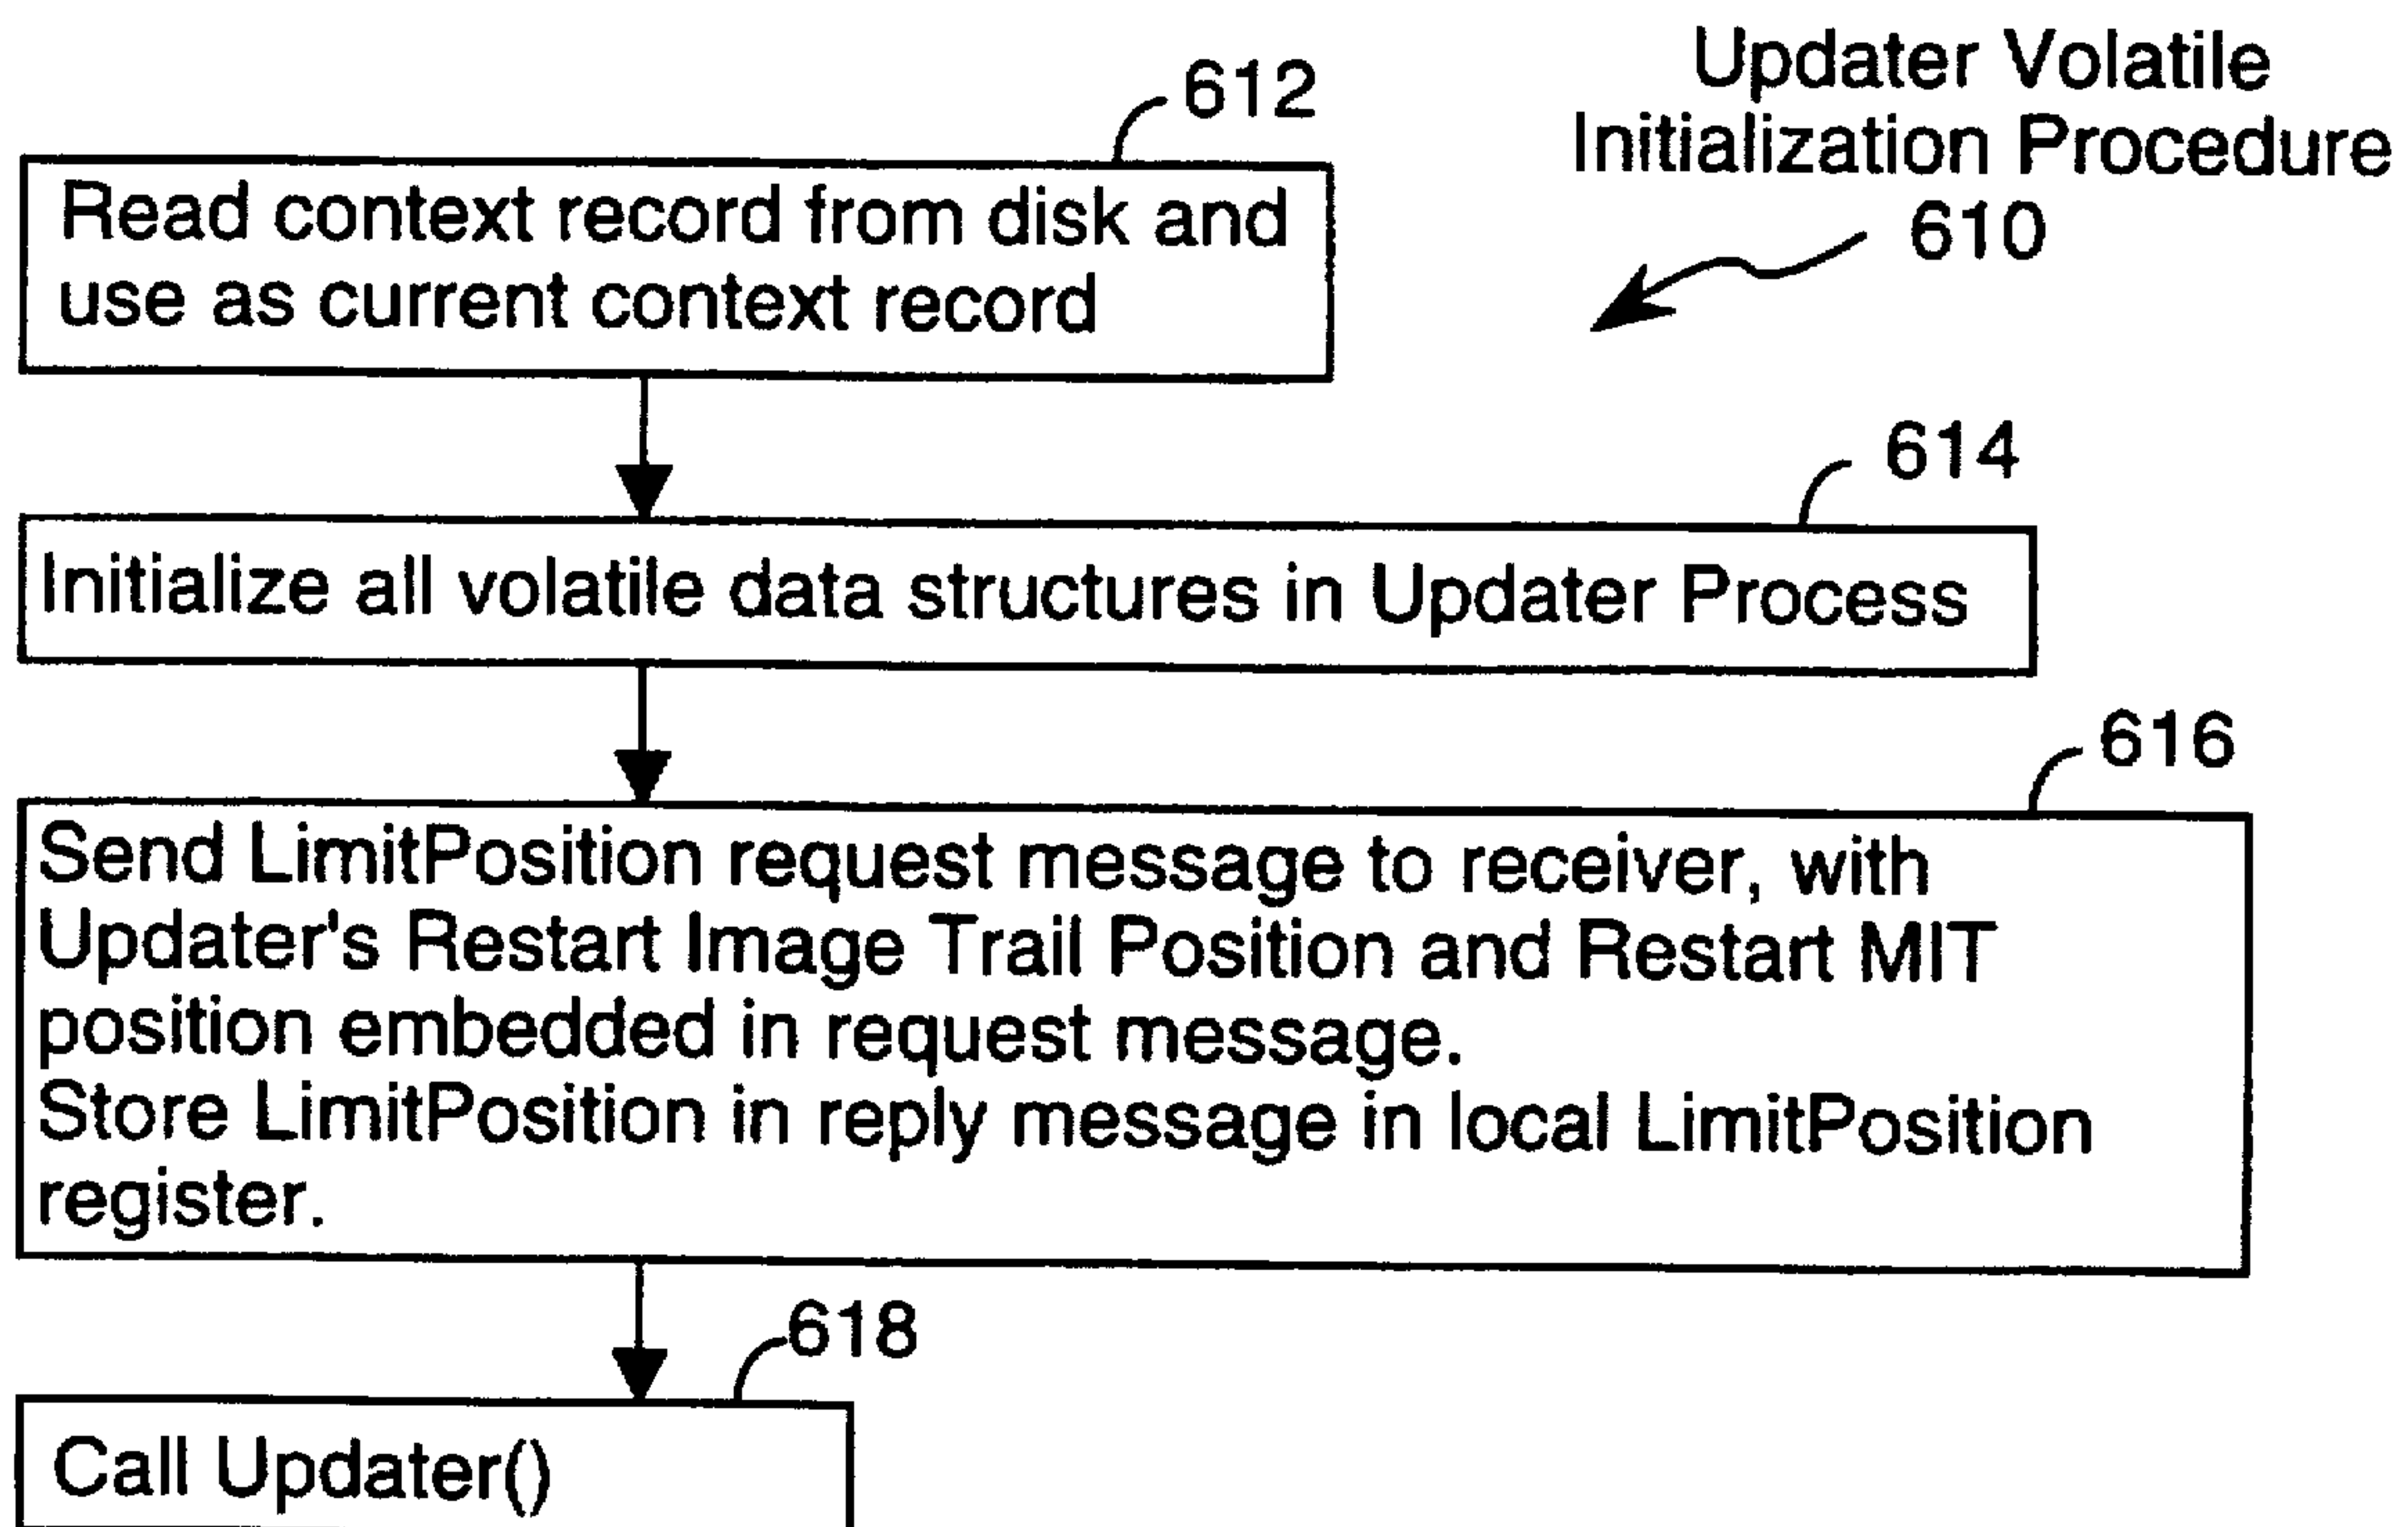 Updater Volatile
Initialization Procedure
610
612
Read context record from disk and
use as current context record
614
Initialize all volatile data structures in Updater Process
616
Send LimitPosition request message to receiver, with
Updater's Restart Image Trail Position and Restart MIT
position embedded in request message.
Store LimitPosition in reply message in local LimitPosition
register.
618
Call Updater()